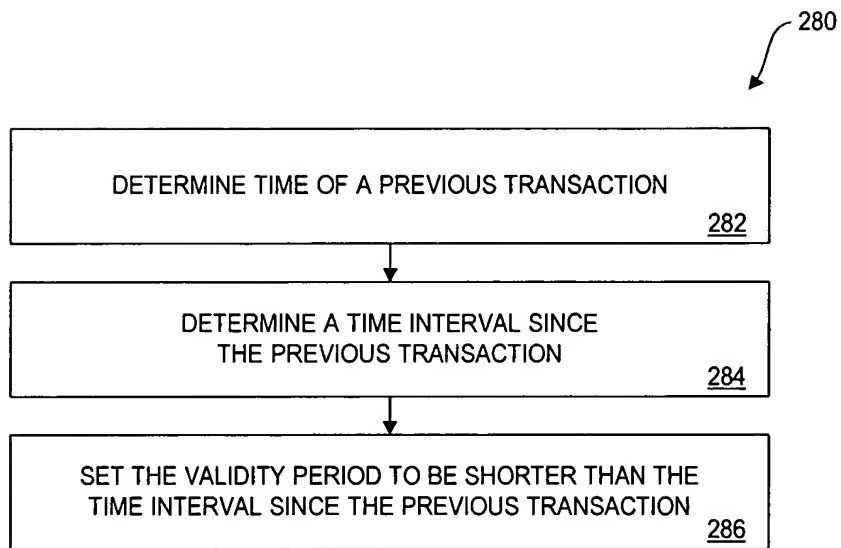 280
DETERMINE TIME OF A PREVIOUS TRANSACTION
282
DETERMINE A TIME INTERVAL SINCE
THE PREVIOUS TRANSACTION
284
SET THE VALIDITY PERIOD TO BE SHORTER THAN THE
TIME INTERVAL SINCE THE PREVIOUS TRANSACTION
286